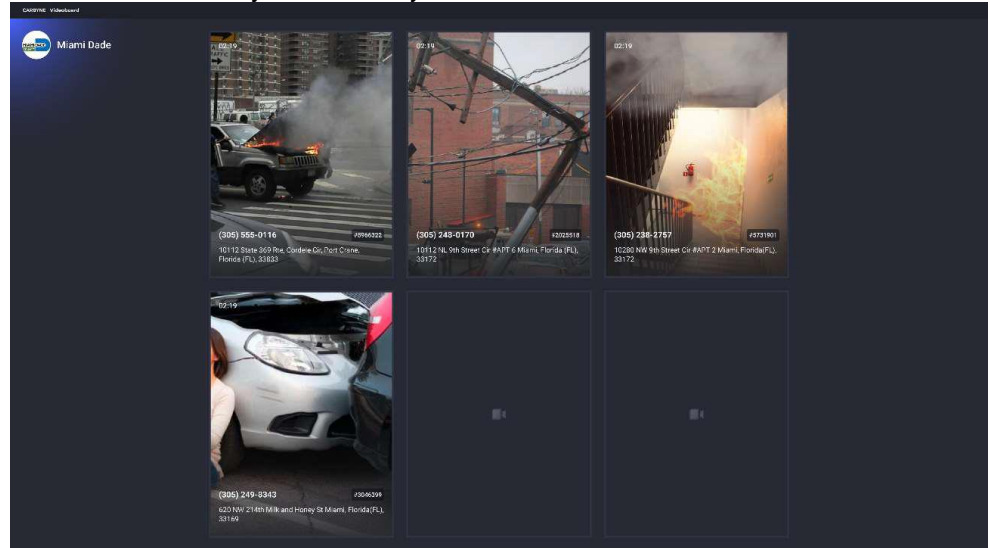 CARBYNE Videoboard
Miami Dade
02:19
(305) 555-0116
#5966322
10112 State 369 Rte, Cordele Cir, Port Crane,
Florida (FL), 33833
02:19
(305) 243-0170
#2025518
10112 NL 9th Street Cir #APT 6 Miami, Florida (FL),
33172
02:19
(305) 238-2757
#3731901
10280 NW 9th Street Cir #APT 2 Miami, Florida(FL),
33172
02:19
(305) 249-8343
#3046399
620 NW 214th Milk and Honey St Miami, Florida(FL),
33169